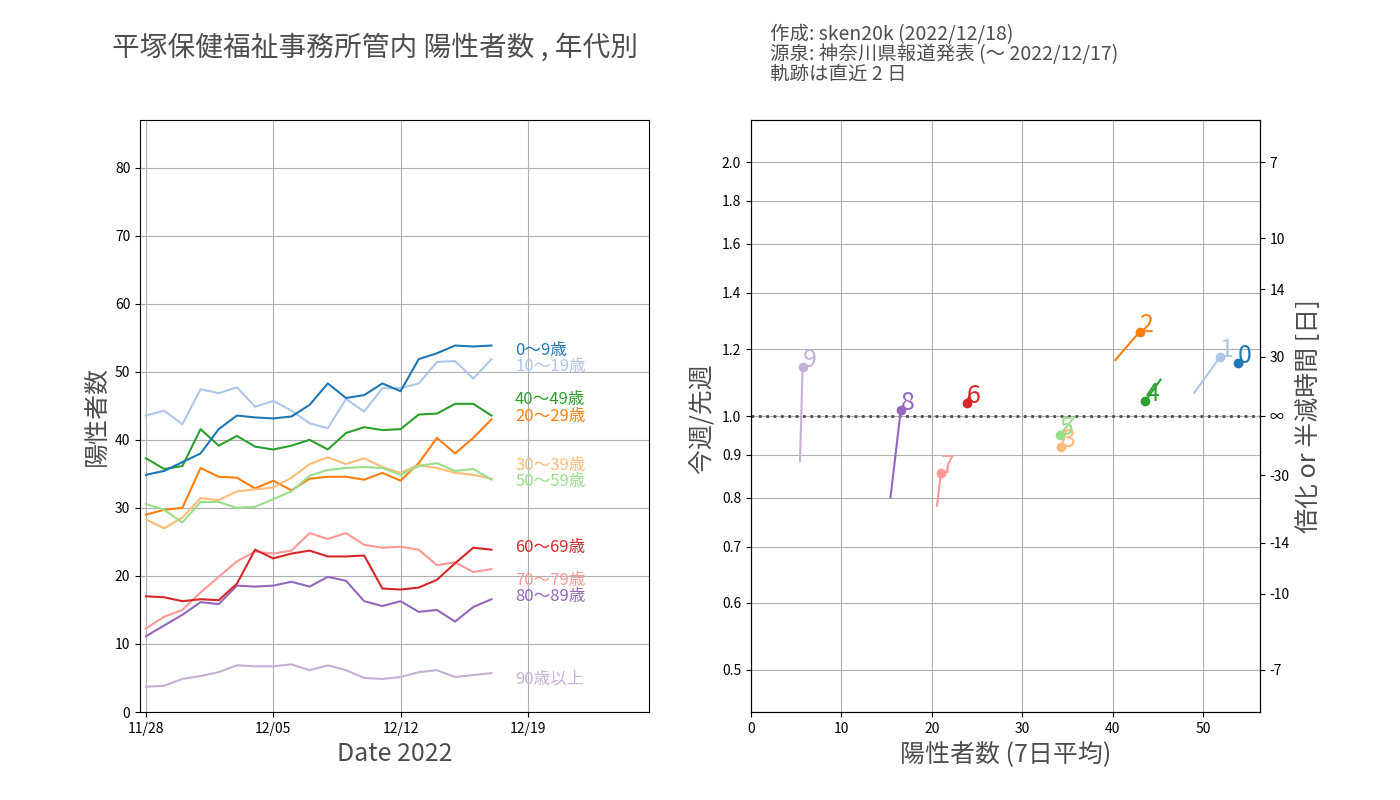 平塚保健福祉事務所管内 陽性者数 , 年代別
作成: sken20k (2022/12/18)
源泉: 神奈川県報道発表 (〜 2022/12/17)
軌跡は直近 2 日
陽性者数
80
70
60
50
40
30
20
10
0
11/28
12/05
12/12
12/19
Date 2022
0〜9歳
10〜19歳
40〜49歳
20〜29歳
30〜39歳
50〜59歳
60〜69歳
70〜79歳
80〜89歳
90歳以上
今週/先週
2.0
1.8
1.6
1.4
1.2
1.0
0.9
0.8
0.7
0.6
0.5
9
8
7
6
5
3
2
4
1
0
0
10
20
30
40
50
陽性者数 (7日平均)
7
10
14
30
∞
-30
-14
-10
-7
倍化 or 半減時間 [日]